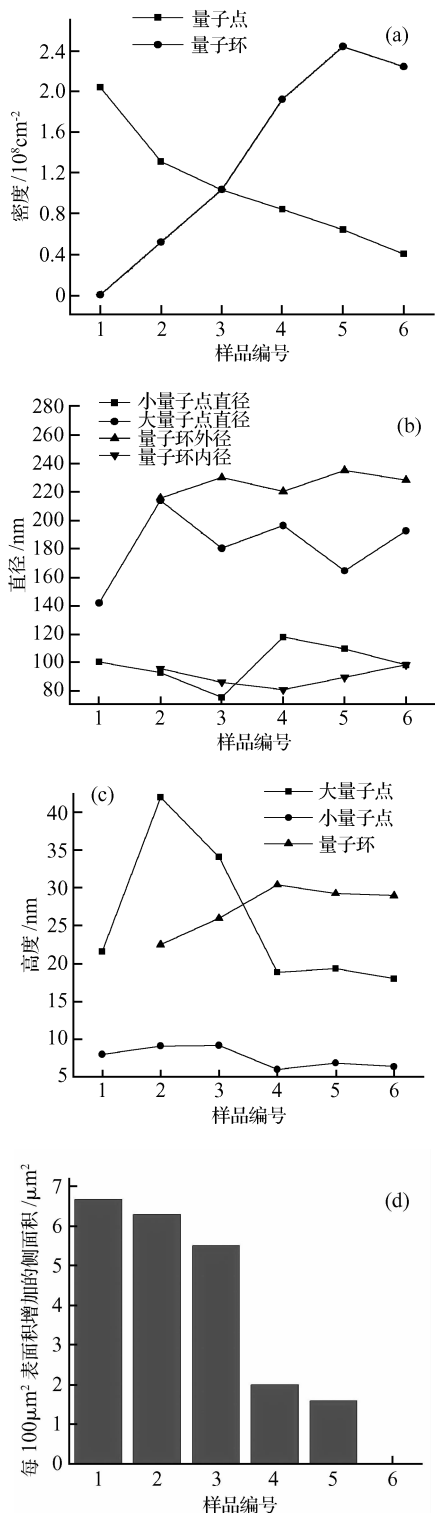 量子点
量子环
(a)
密度/10⁸cm⁻²
2.4
2.0
1.6
1.2
0.8
0.4
0
1 2 3 4 5 6
样品编号
小量子点直径
大量子点直径
量子环外径
量子环内径
(b)
直径/nm
280
260
240
220
200
180
160
140
120
100
80
1 2 3 4 5 6
样品编号
(c)
大量子点
小量子点
量子环
高度/nm
40
35
30
25
20
15
10
5
1 2 3 4 5 6
样品编号
(d)
每100μm²表面积增加的侧面积/μm²
7
6
5
4
3
2
1
0
1 2 3 4 5 6
样品编号